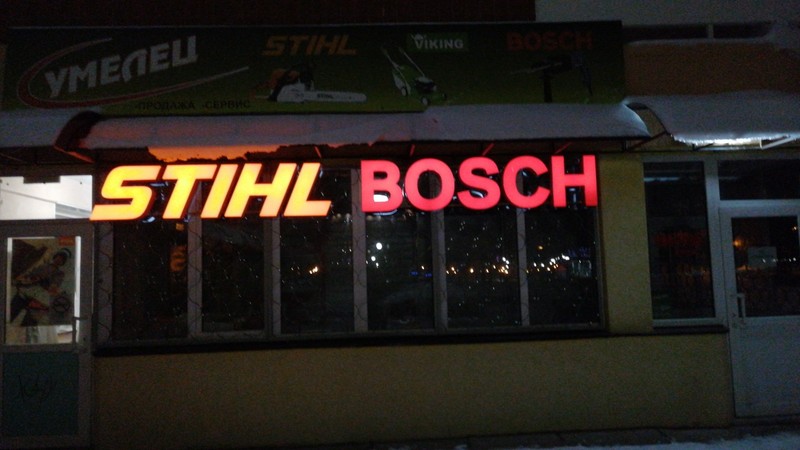 УМЕЛЕЦ
-ПРОДАЖА -СЕРВИС
STIHL
VIKING
BOSCH
STIHL BOSCH